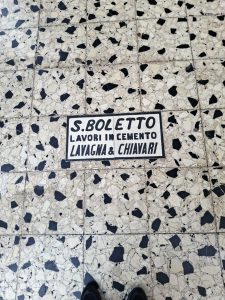 S. BOLETTO
LAVORI IN CEMENTO
LAVAGNA & CHIAVARI